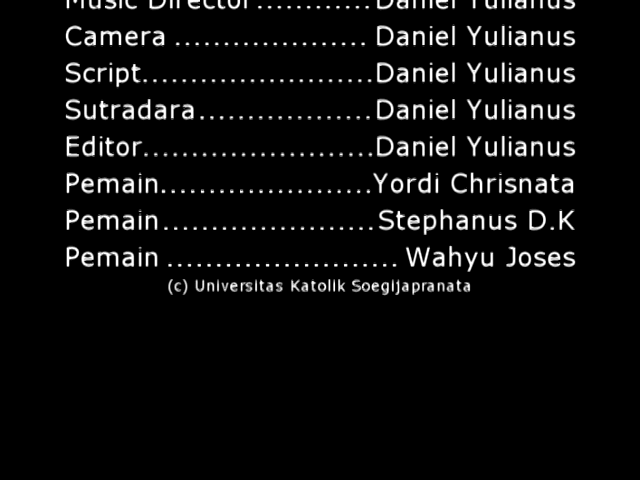 Music Director............Daniel Yulianus
Camera .................... Daniel Yulianus
Script........................Daniel Yulianus
Sutradara..................Daniel Yulianus
Editor........................Daniel Yulianus
Pemain......................Yordi Chrisnata
Pemain......................Stephanus D.K
Pemain ........................ Wahyu Joses
(c) Universitas Katolik Soegijapranata